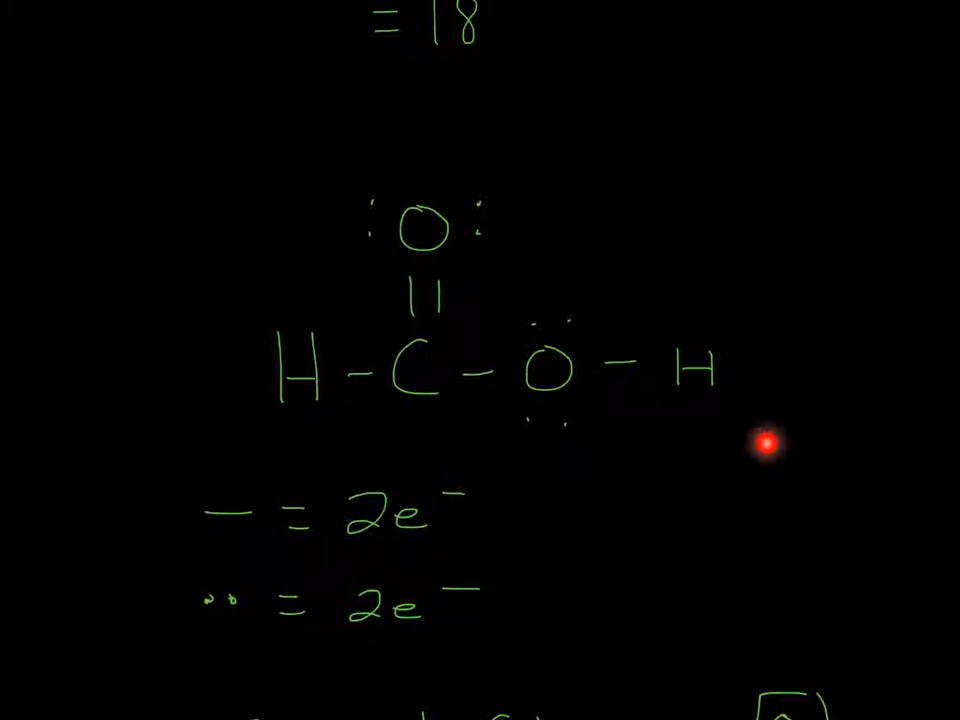 = 18
: O :
||
H - C - O - H
— = 2e⁻
•• = 2e⁻